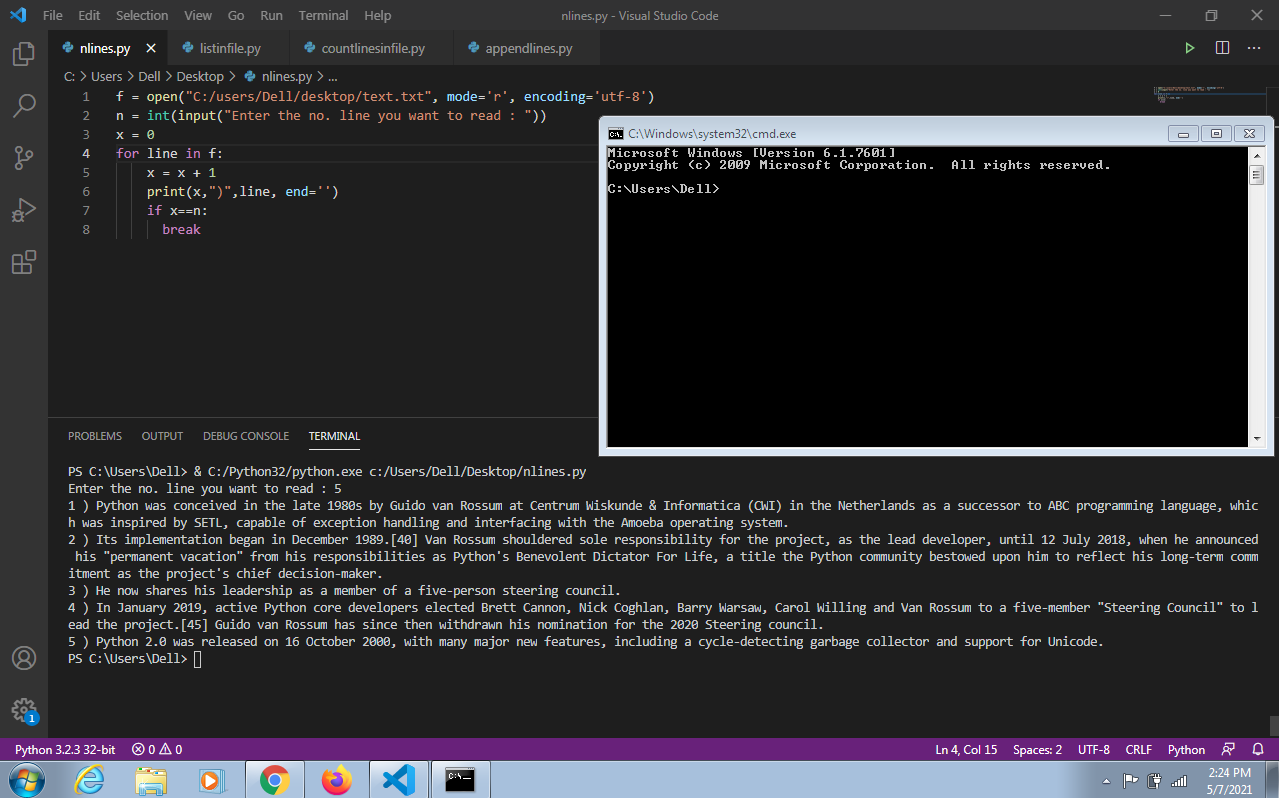 File Edit Selection View Go Run Terminal Help nlines.py - Visual Studio Code
nlines.py listinfile.py countlinesinfile.py appendlines.py
C: > Users > Dell > Desktop > nlines.py > ...
1 f = open("C:/users/Dell/desktop/text.txt", mode='r', encoding='utf-8')
2 n = int(input("Enter the no. line you want to read : "))
3 x = 0
4 for line in f:
5 x = x + 1
6 print(x,")",line, end='')
7 if x==n:
8 break
C:\Windows\system32\cmd.exe
Microsoft Windows [Version 6.1.7601]
Copyright (c) 2009 Microsoft Corporation.  All rights reserved.
C:\Users\Dell>
PROBLEMS OUTPUT DEBUG CONSOLE TERMINAL
PS C:\Users\Dell> & C:/Python32/python.exe c:/Users/Dell/Desktop/nlines.py
Enter the no. line you want to read : 5
1 ) Python was conceived in the late 1980s by Guido van Rossum at Centrum Wiskunde & Informatica (CWI) in the Netherlands as a successor to ABC programming language, whic
h was inspired by SETL, capable of exception handling and interfacing with the Amoeba operating system.
2 ) Its implementation began in December 1989.[40] Van Rossum shouldered sole responsibility for the project, as the lead developer, until 12 July 2018, when he announced
his "permanent vacation" from his responsibilities as Python's Benevolent Dictator For Life, a title the Python community bestowed upon him to reflect his long-term comm
itment as the project's chief decision-maker.
3 ) He now shares his leadership as a member of a five-person steering council.
4 ) In January 2019, active Python core developers elected Brett Cannon, Nick Coghlan, Barry Warsaw, Carol Willing and Van Rossum to a five-member "Steering Council" to l
ead the project.[45] Guido van Rossum has since then withdrawn his nomination for the 2020 Steering council.
5 ) Python 2.0 was released on 16 October 2000, with many major new features, including a cycle-detecting garbage collector and support for Unicode.
PS C:\Users\Dell>
1
Python 3.2.3 32-bit 0 0 Ln 4, Col 15 Spaces: 2 UTF-8 CRLF Python
C:\.
2:24 PM
5/7/2021